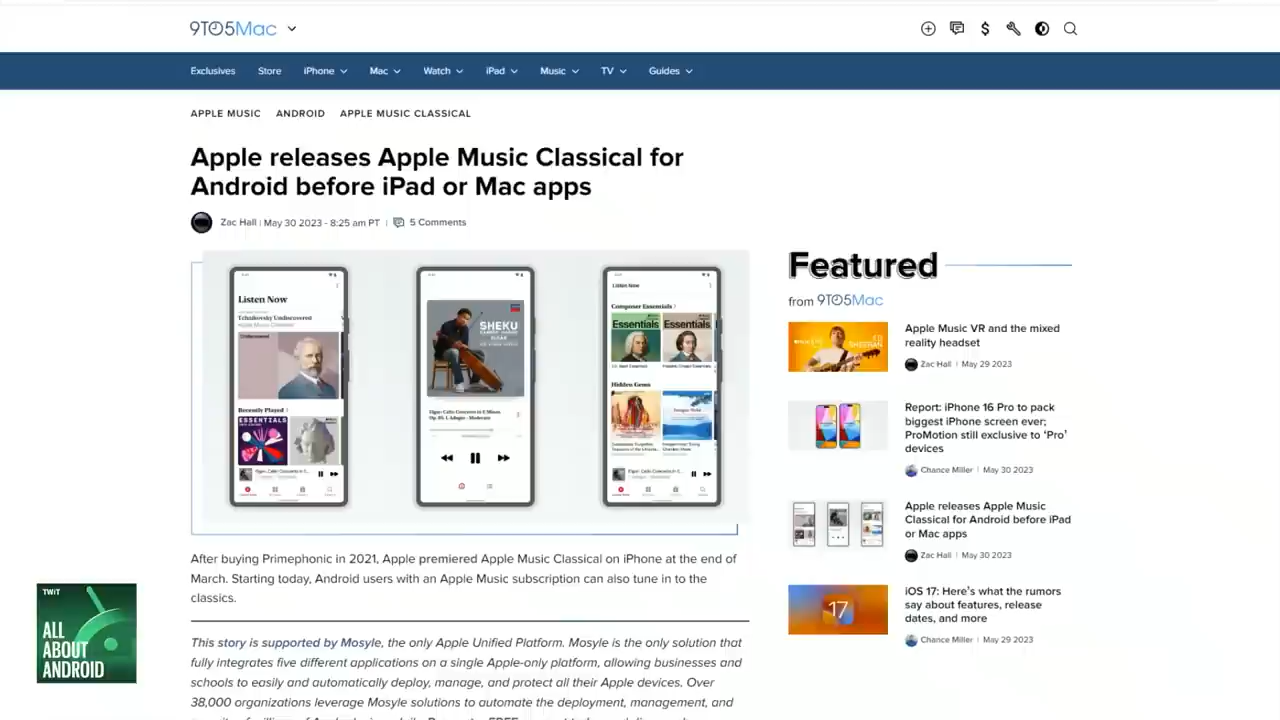 9TO5Mac
Exclusives Store iPhone Mac Watch iPad Music TV Guides
APPLE MUSIC ANDROID APPLE MUSIC CLASSICAL
Apple releases Apple Music Classical for
Android before iPad or Mac apps
Zac Hall | May 30 2023 - 8:25 am PT | 5 Comments
Listen Now
Tchaikovsky Undiscovered
Recently Played
ESSENTIALS
SHEKU
Listen Now
Composer Essentials
Essentials Essentials
Hidden Gems
After buying Primephonic in 2021, Apple premiered Apple Music Classical on iPhone at the end of
March. Starting today, Android users with an Apple Music subscription can also tune in to the
classics.
This story is supported by Mosyle, the only Apple Unified Platform. Mosyle is the only solution that
fully integrates five different applications on a single Apple-only platform, allowing businesses and
schools to easily and automatically deploy, manage, and protect all their Apple devices. Over
38,000 organizations leverage Mosyle solutions to automate the deployment, management, and
Featured
from 9TO5Mac
Apple Music VR and the mixed
reality headset
Zac Hall | May 29 2023
Report: iPhone 16 Pro to pack
biggest iPhone screen ever;
ProMotion still exclusive to ‘Pro’
devices
Chance Miller | May 30 2023
Apple releases Apple Music
Classical for Android before iPad
or Mac apps
Zac Hall | May 30 2023
17
iOS 17: Here’s what the rumors
say about features, release
dates, and more
Chance Miller | May 29 2023
TWiT
ALL
ABOUT
ANDROID